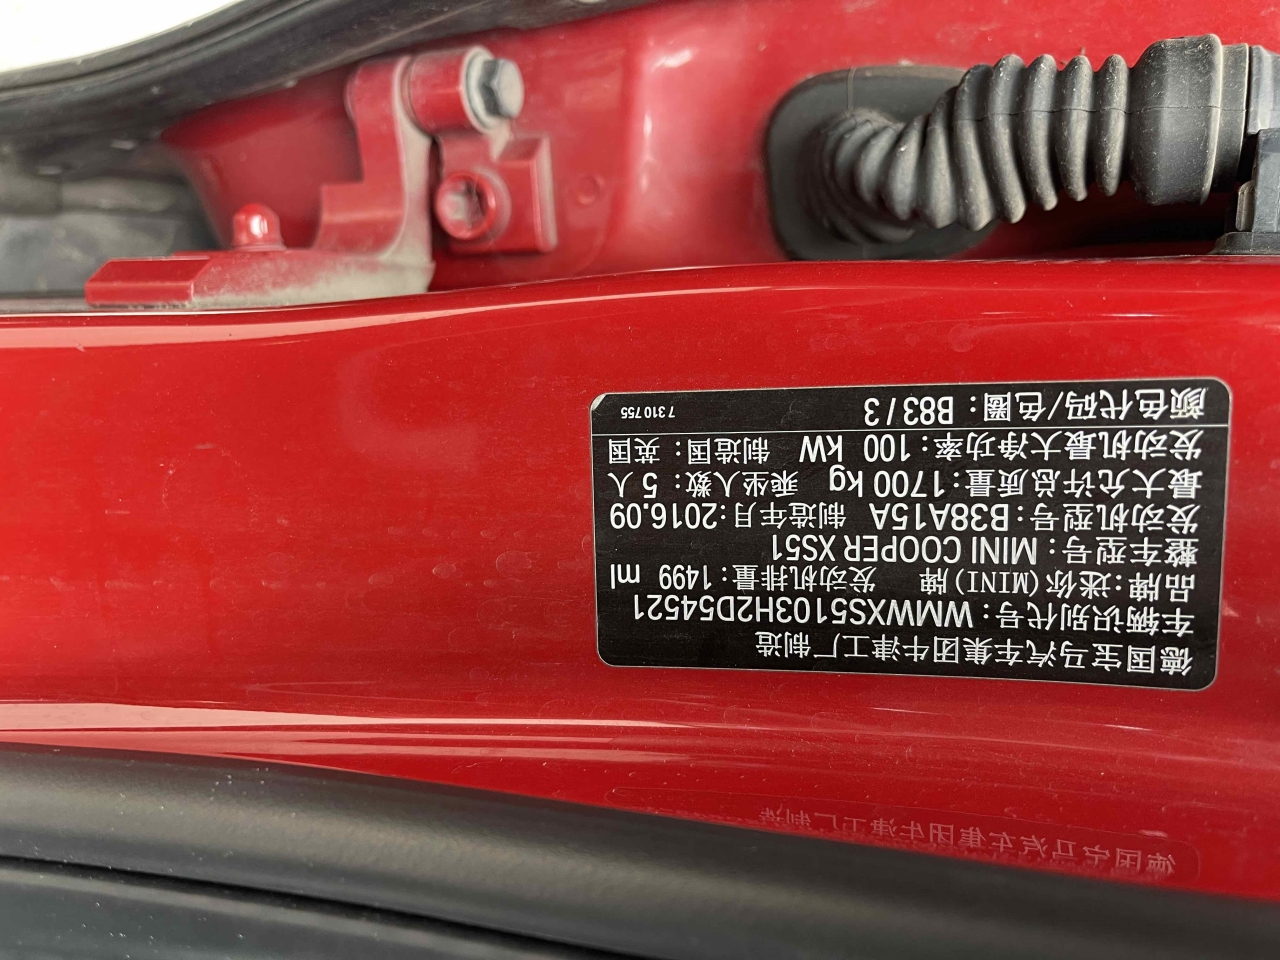 德国宝马汽车集团牛津工厂制造
车辆识别代号：WMWXS5103H2D54521
品牌：迷你(MINI)牌 发动机排量：1499 ml
整车型号：MINI COOPER XS51
发动机型号：B38A15A 制造年月：2016.09
最大允许总质量：1700 kg 乘坐人数：5 人
发动机最大净功率：100 kW 制造国：英国
颜色代码/色圈：B83 / 3 7 310 755